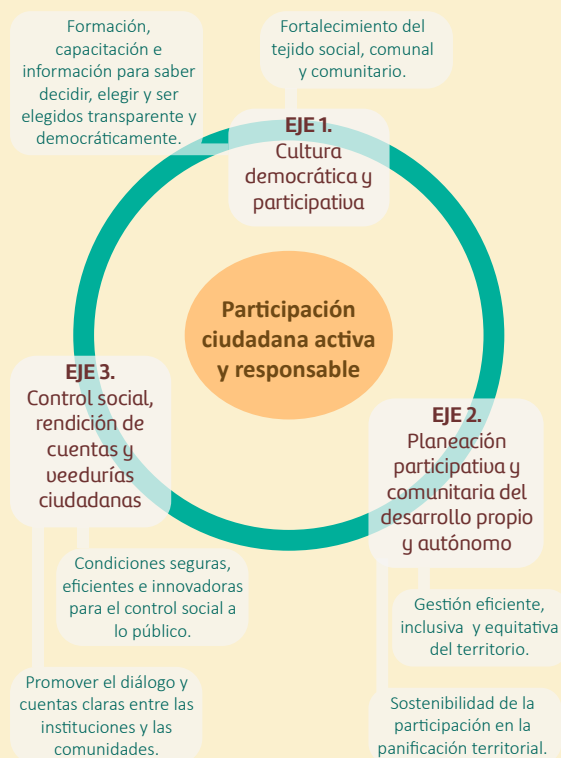 Formación,
capacitación e
información para saber
decidir, elegir y ser
elegidos transparente y
democráticamente.
Fortalecimiento del
tejido social, comunal
y comunitario.
EJE 1.
Cultura
democrática y
participativa
Participación
ciudadana activa
y responsable
EJE 3.
Control social,
rendición de
cuentas y
veedurías
ciudadanas
EJE 2.
Planeación
participativa y
comunitaria del
desarrollo propio
y autónomo
Condiciones seguras,
eficientes e innovadoras
para el control social a
lo público.
Gestión eficiente,
inclusiva y equitativa
del territorio.
Promover el diálogo y
cuentas claras entre las
instituciones y las
comunidades.
Sostenibilidad de la
participación en la
panificación territorial.